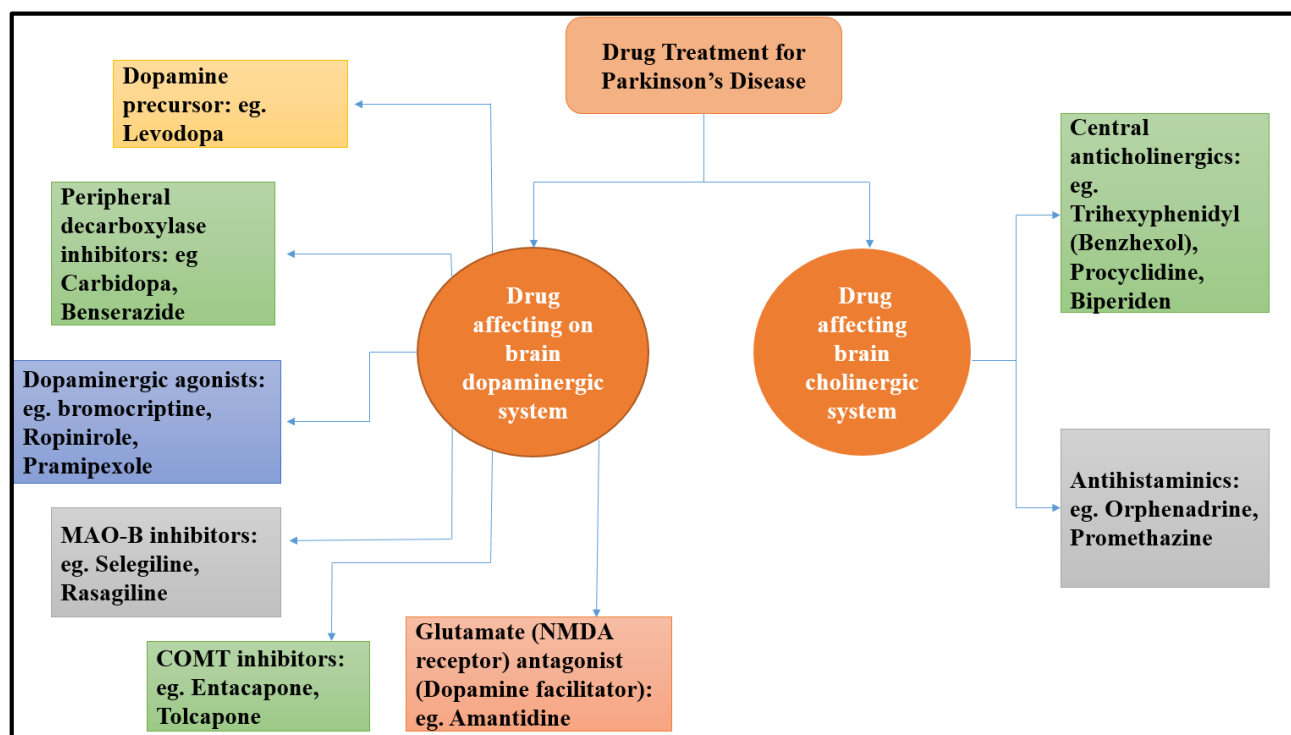 Drug Treatment for
Parkinson’s Disease
Dopamine
precursor: eg.
Levodopa
Peripheral
decarboxylase
inhibitors: eg
Carbidopa,
Benserazide
Dopaminergic agonists:
eg. bromocriptine,
Ropinirole,
Pramipexole
MAO-B inhibitors:
eg. Selegiline,
Rasagiline
COMT inhibitors:
eg. Entacapone,
Tolcapone
Glutamate (NMDA
receptor) antagonist
(Dopamine facilitator):
eg. Amantidine
Drug
affecting on
brain
dopaminergic
system
Drug
affecting
brain
cholinergic
system
Central
anticholinergics:
eg.
Trihexyphenidyl
(Benzhexol),
Procyclidine,
Biperiden
Antihistaminics:
eg. Orphenadrine,
Promethazine